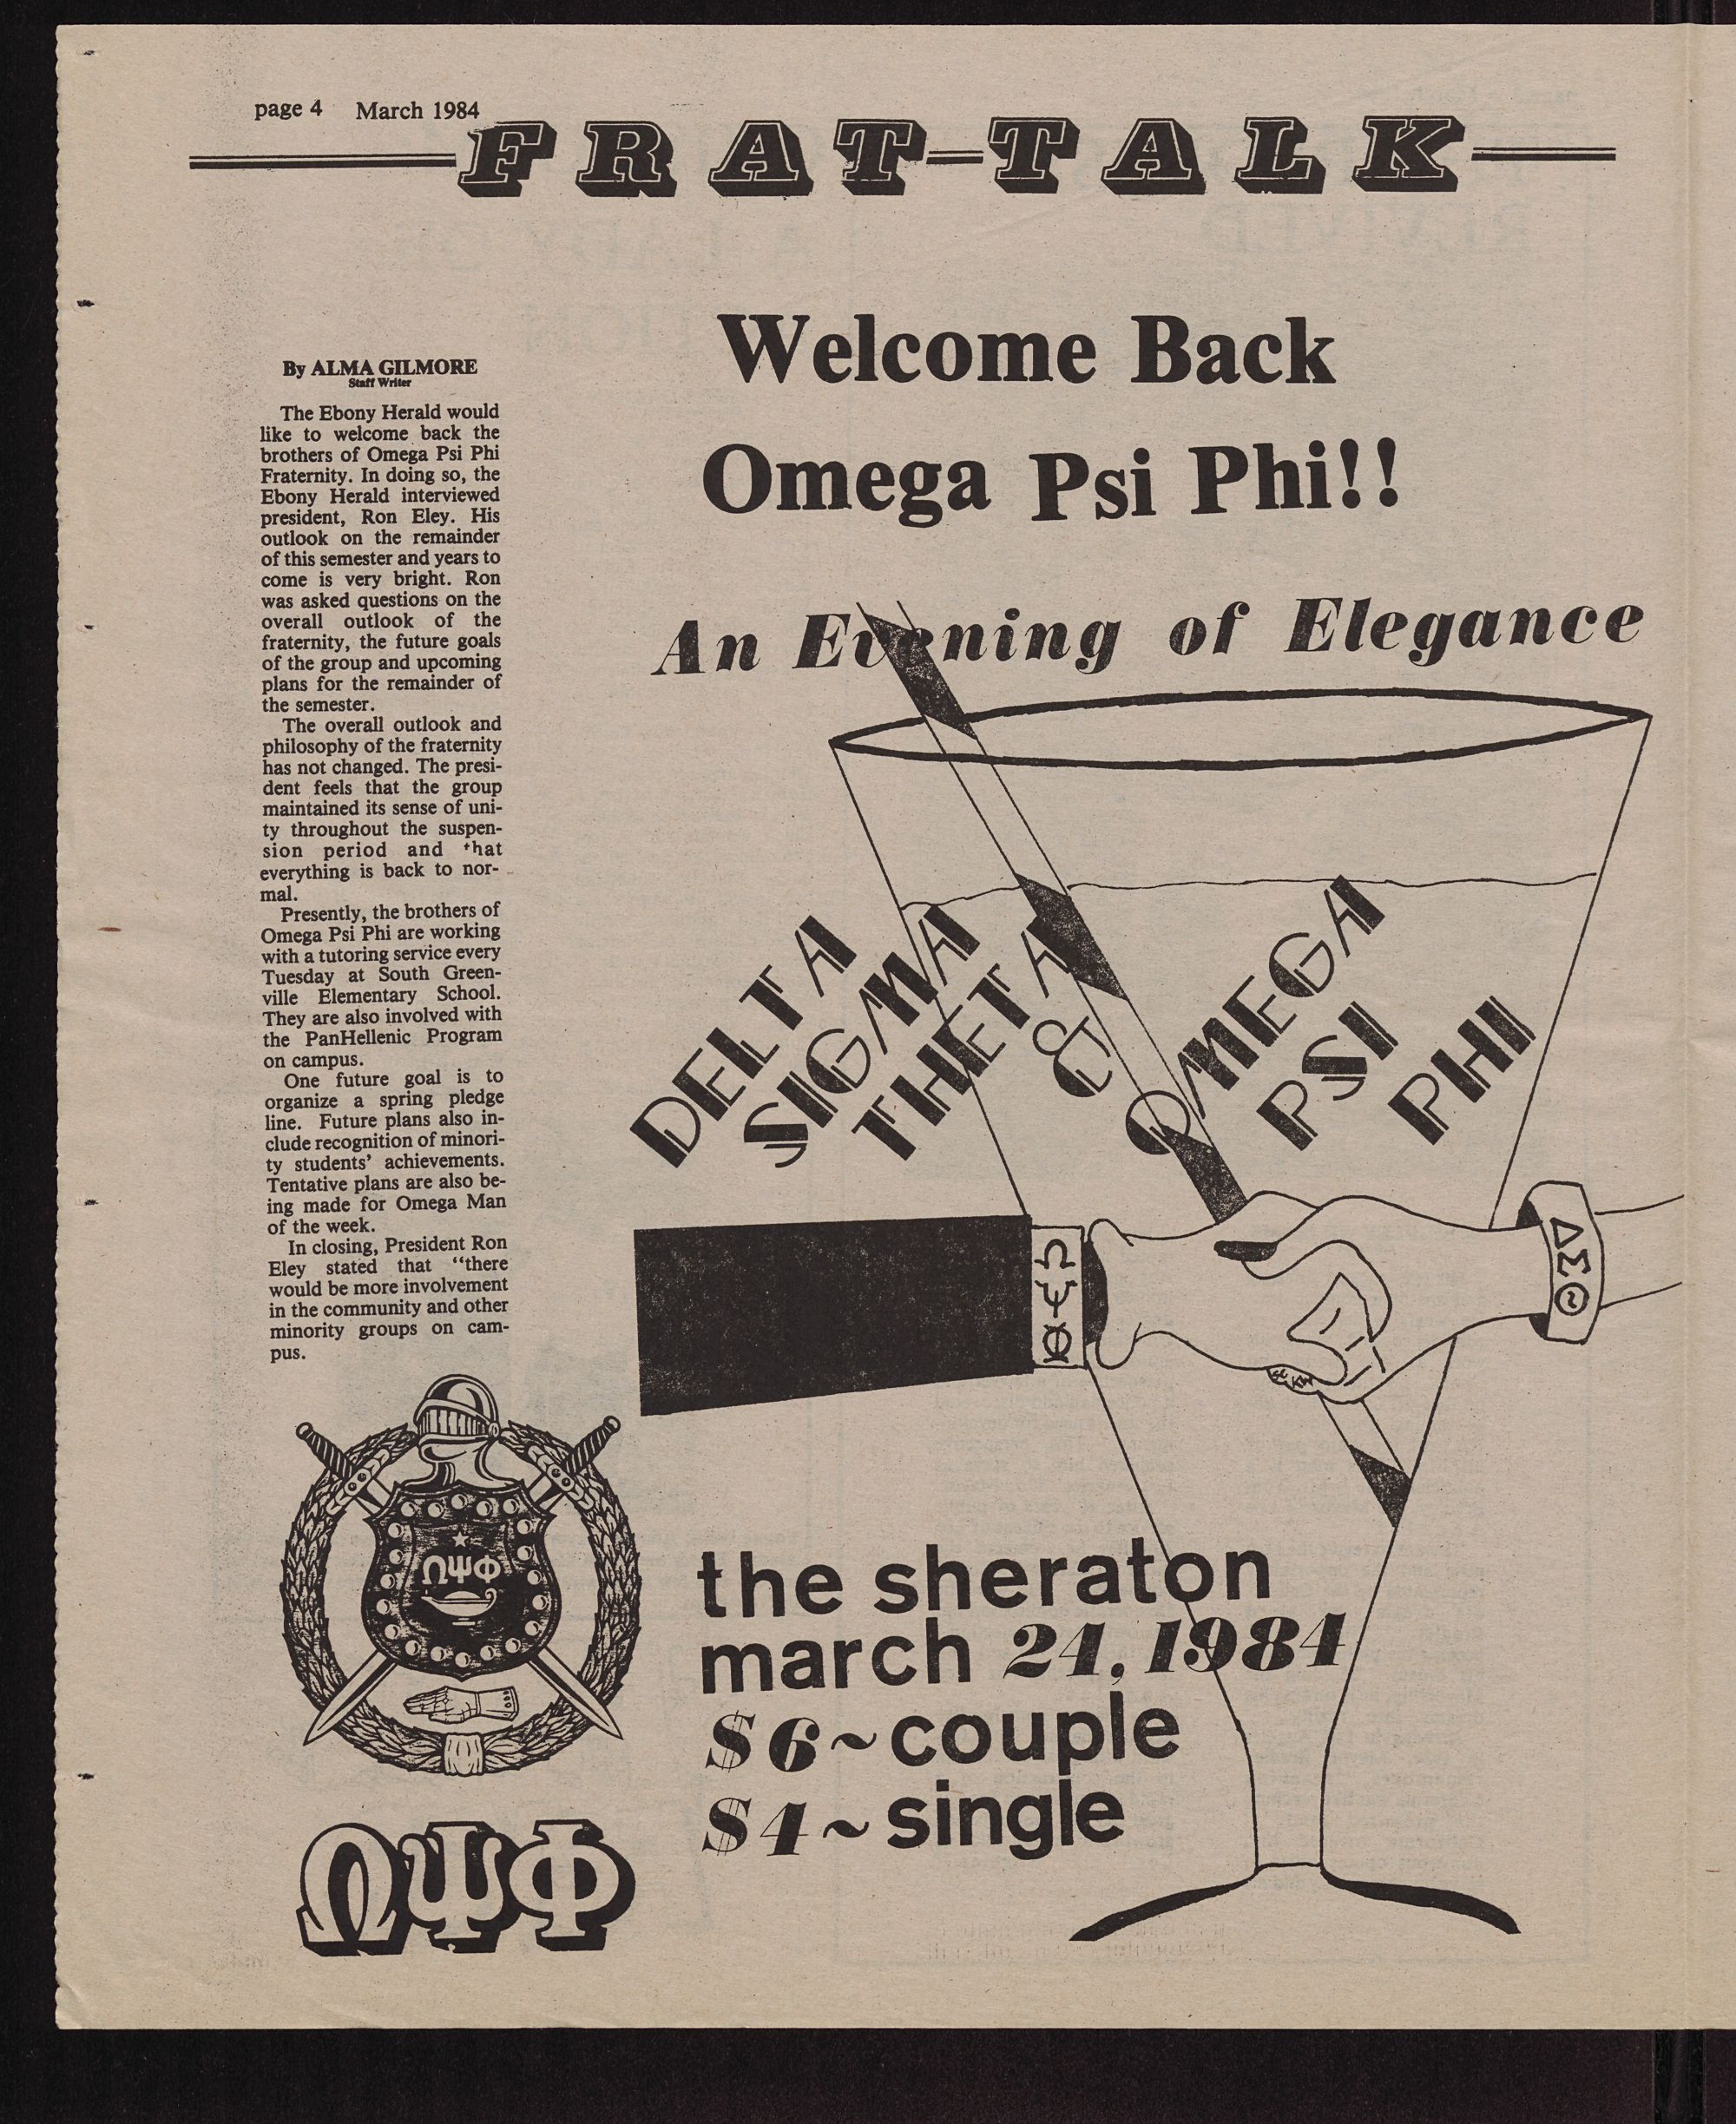 page 4 March 1984
FRAT-TALK
Welcome Back
Omega Psi Phi!!
By ALMA GILMORE
Staff Writer
The Ebony Herald would
like to welcome back the
brothers of Omega Psi Phi
Fraternity. In doing so, the
Ebony Herald interviewed
president, Ron Eley. His
outlook on the remainder
of this semester and years to
come is very bright. Ron
was asked questions on the
overall outlook of the
fraternity, the future goals
of the group and upcoming
plans for the remainder of
the semester.
The overall outlook and
philosophy of the fraternity
has not changed. The presi-
dent feels that the group
maintained its sense of uni-
ty throughout the suspen-
sion period and that
everything is back to nor-
mal.
Presently, the brothers of
Omega Psi Phi are working
with a tutoring service every
Tuesday at South Green-
ville Elementary School.
They are also involved with
the PanHellenic Program
on campus.
One future goal is to
organize a spring pledge
line. Future plans also in-
clude recognition of minori-
ty students' achievements.
Tentative plans are also be-
ing made for Omega Man
of the week.
In closing, President Ron
Eley stated that "there
would be more involvement
in the community and other
minority groups on cam-
pus.
ΩΨΦ
ΩΨΦ
An Evening of Elegance
DELTA
SIGMA
THETA
&
OMEGA
PSI
PHI
ΩΨΦ
ΔΣΘ
the sheraton
march 24, 1984
$6~couple
$4~single